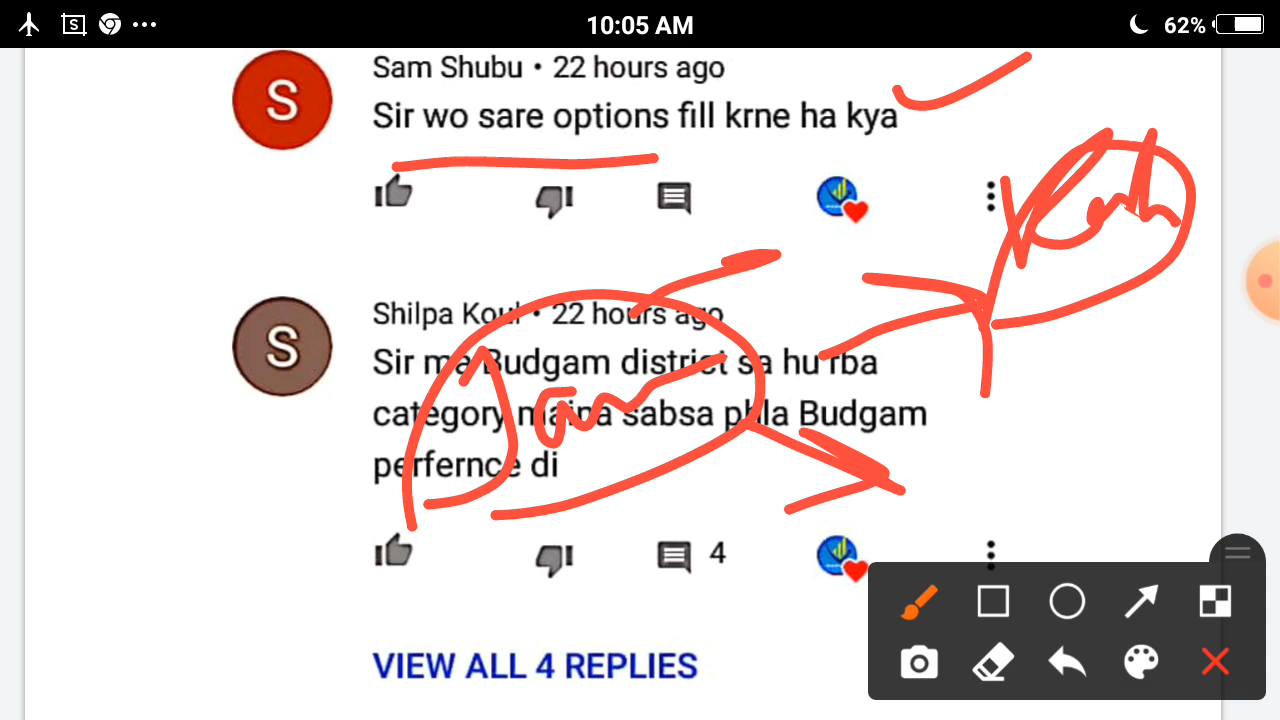 10:05 AM
62%
Sam Shubu • 22 hours ago
S
Sir wo sare options fill krne ha kya
Shilpa Koul • 22 hours ago
S
Sir ma Budgam district sa hu rba
category maina sabsa phla Budgam
perfernce di
4
VIEW ALL 4 REPLIES